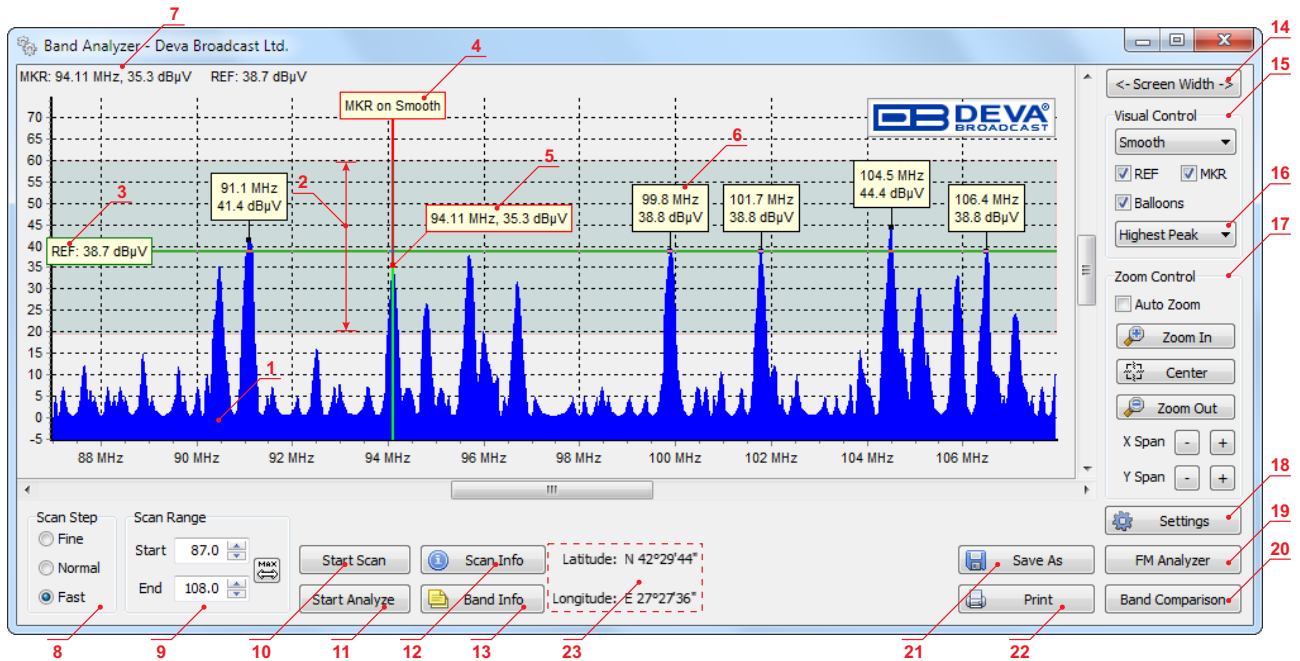 7
4
14
Band Analyzer - Deva Broadcast Ltd.
15
MKR: 94.11 MHz, 35.3 dBµV REF: 38.7 dBµV
<- Screen Width ->
MKR on Smooth
DEVA
BROADCAST
Visual Control
Smooth
REF
MKR
Balloons
16
Highest Peak
17
Zoom Control
Auto Zoom
Zoom In
Center
Zoom Out
X Span - +
Y Span - +
70
65
60
55
50
45
40
35
30
25
20
15
10
5
0
-5
6
5
2
3
1
91.1 MHz
41.4 dBµV
REF: 38.7 dBµV
94.11 MHz, 35.3 dBµV
99.8 MHz
38.8 dBµV
101.7 MHz
38.8 dBµV
104.5 MHz
44.4 dBµV
106.4 MHz
38.8 dBµV
88 MHz 90 MHz 92 MHz 94 MHz 96 MHz 98 MHz 100 MHz 102 MHz 104 MHz 106 MHz
18
Settings
19
FM Analyzer
20
Band Comparison
Scan Step
Fine
Normal
Fast
Scan Range
Start 87.0
End 108.0
MAX
Start Scan
Start Analyze
Scan Info
Band Info
Latitude: N 42°29'44"
Longitude: E 27°27'36"
Save As
Print
8 9 10 11 12 13 23 21 22